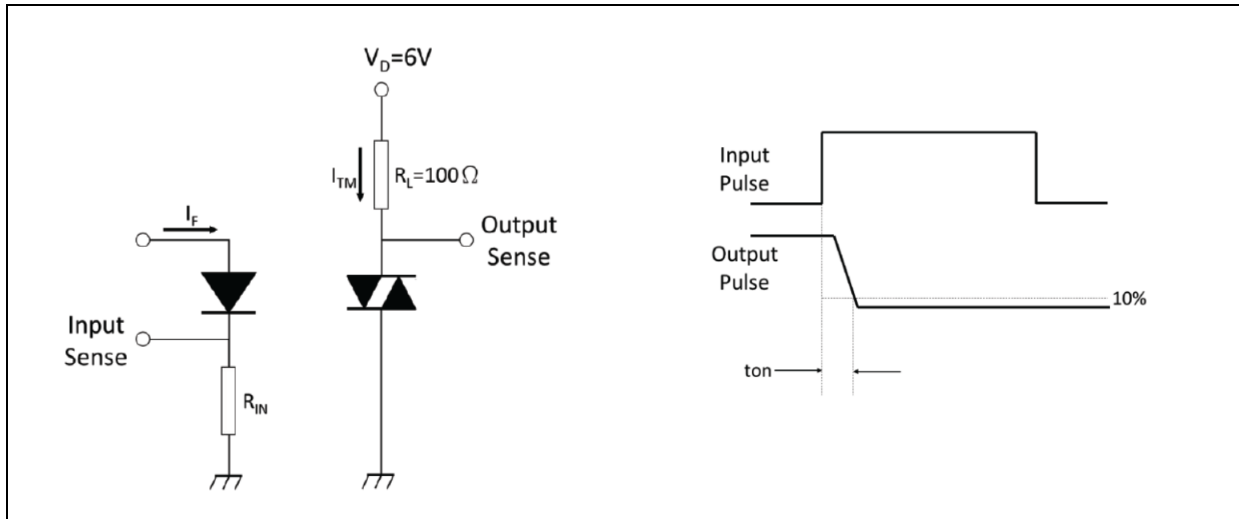 V_D=6V
I_TM
R_L=100Ω
I_F
Output
Sense
Input
Sense
R_IN
Input
Pulse
Output
Pulse
10%
ton